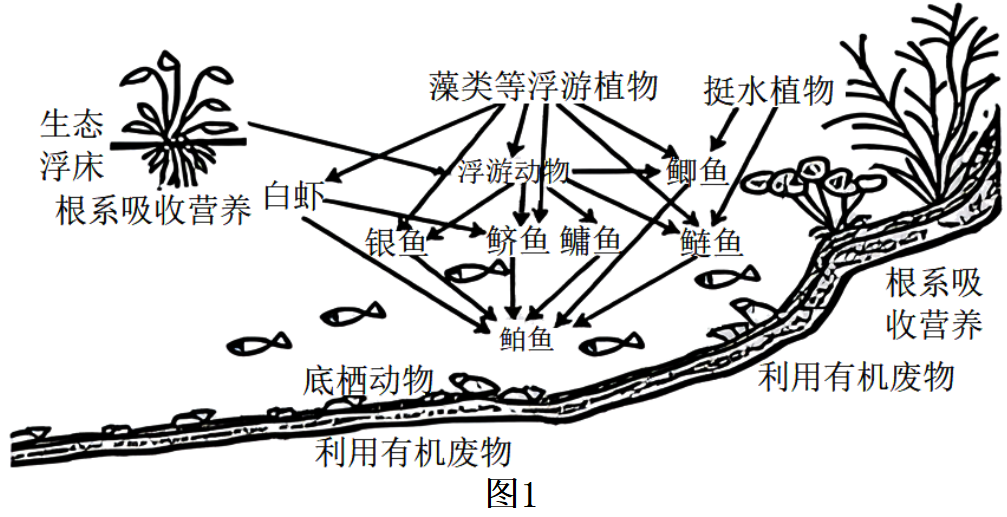 藻类等浮游植物
挺水植物
生态
浮床
浮游动物
鲫鱼
白虾
根系吸收营养
银鱼
鲚鱼
鳙鱼
鲢鱼
根系吸
收营养
鲌鱼
底栖动物
利用有机废物
利用有机废物
图1